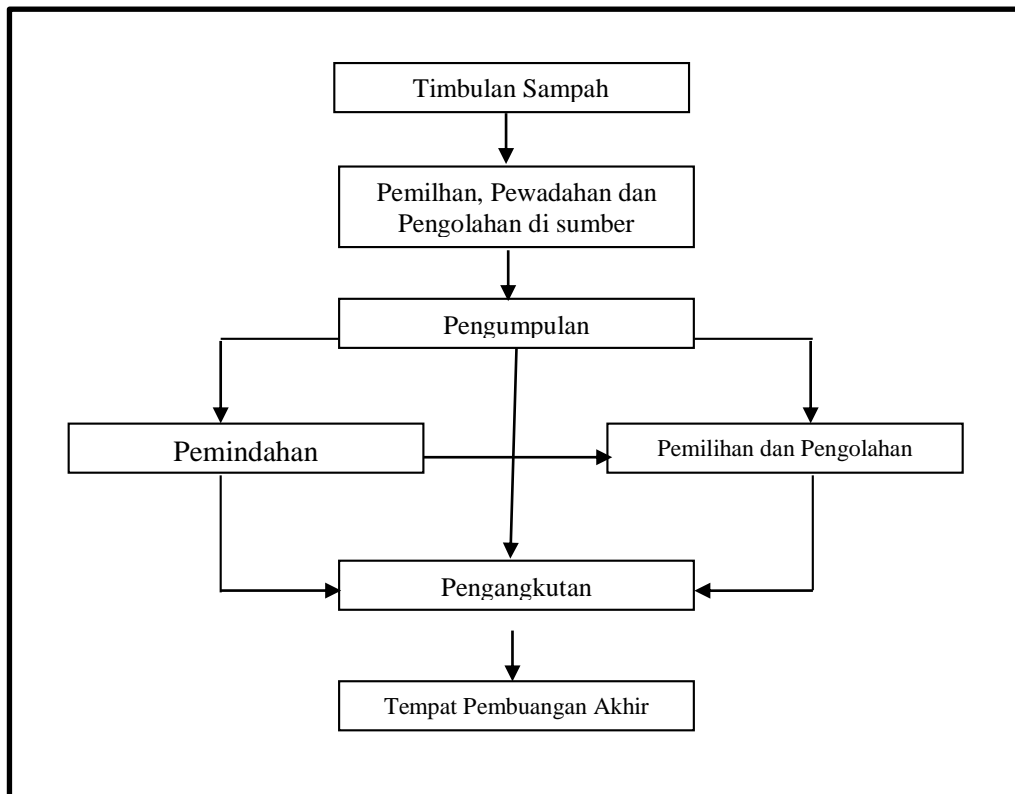 Timbulan Sampah
Pemilhan, Pewadahan dan
Pengolahan di sumber
Pengumpulan
Pemindahan
Pemilihan dan Pengolahan
Pengangkutan
Tempat Pembuangan Akhir